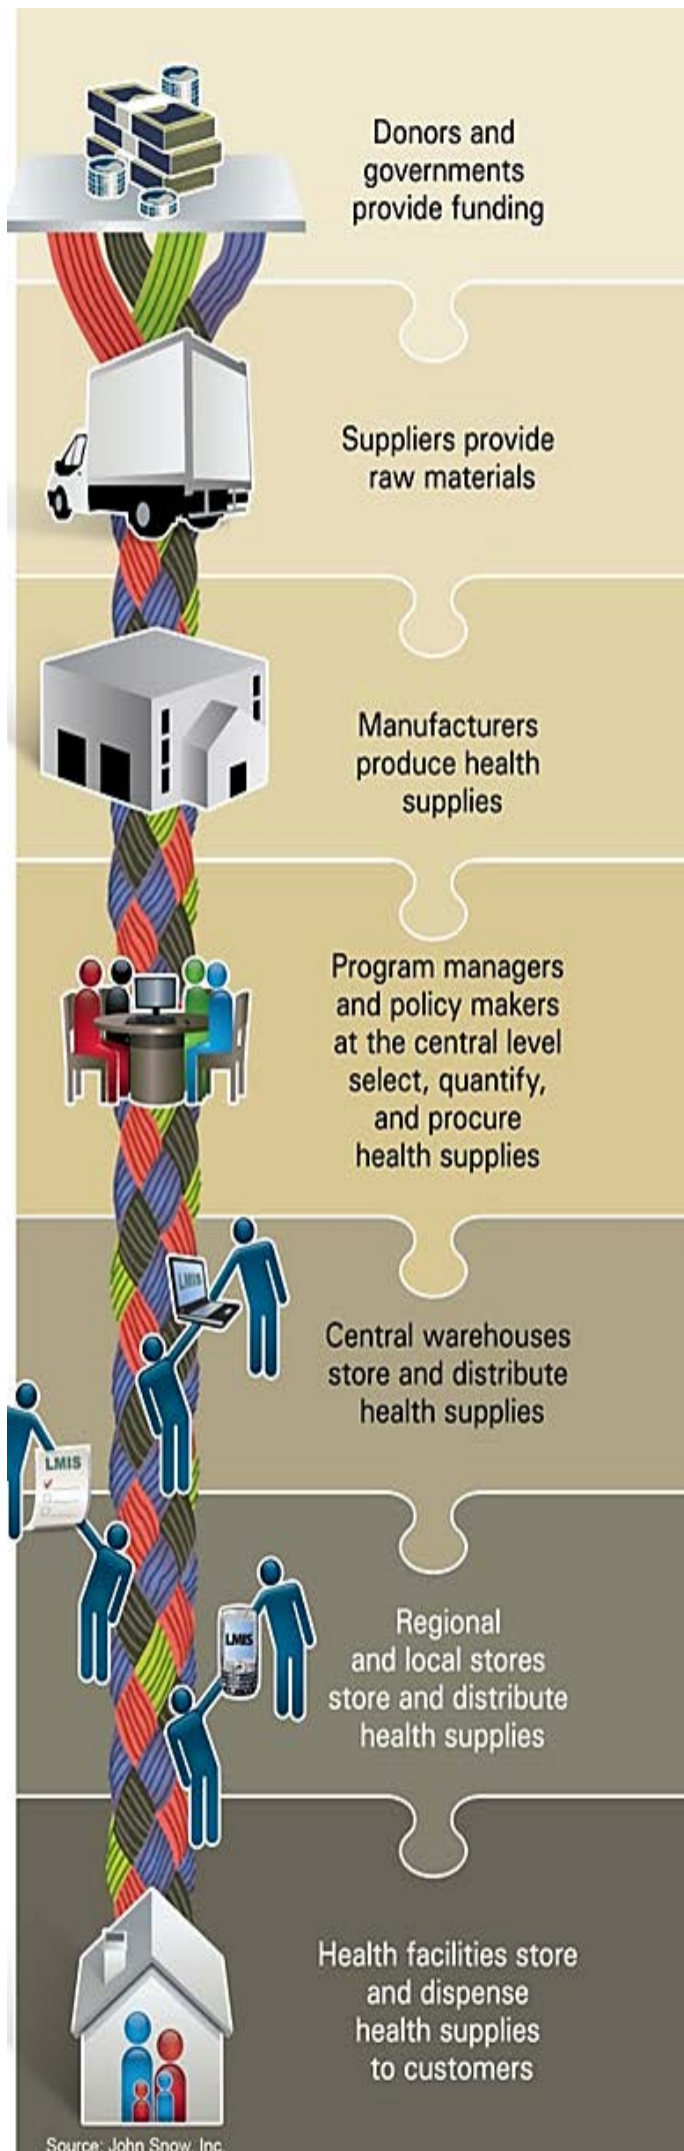 Donors and
governments
provide funding
Suppliers provide
raw materials
Manufacturers
produce health
supplies
Program managers
and policy makers
at the central level
select, quantify,
and procure
health supplies
LMIS
Central warehouses
store and distribute
health supplies
LMIS
Regional
and local stores
store and distribute
health supplies
LMIS
Health facilities store
and dispense
health supplies
to customers
Source: John Snow, Inc.